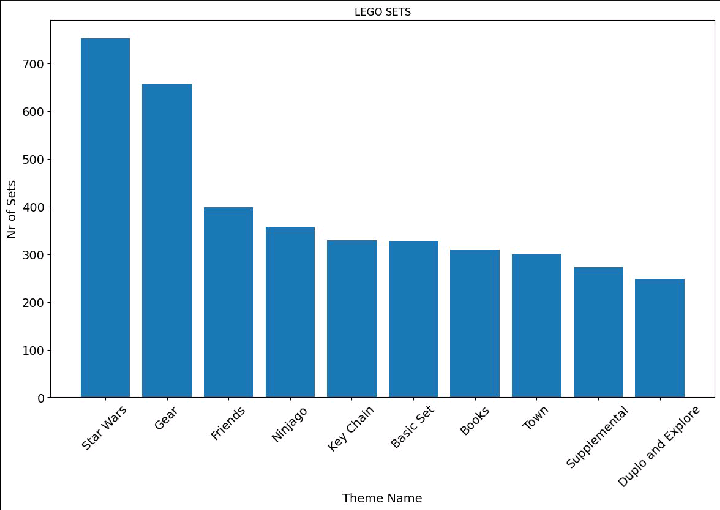 LEGO SETS
Nr of Sets
700
600
500
400
300
200
100
0
Star Wars
Gear
Friends
Ninjago
Key Chain
Basic Set
Books
Town
Supplemental
Duplo and Explore
Theme Name